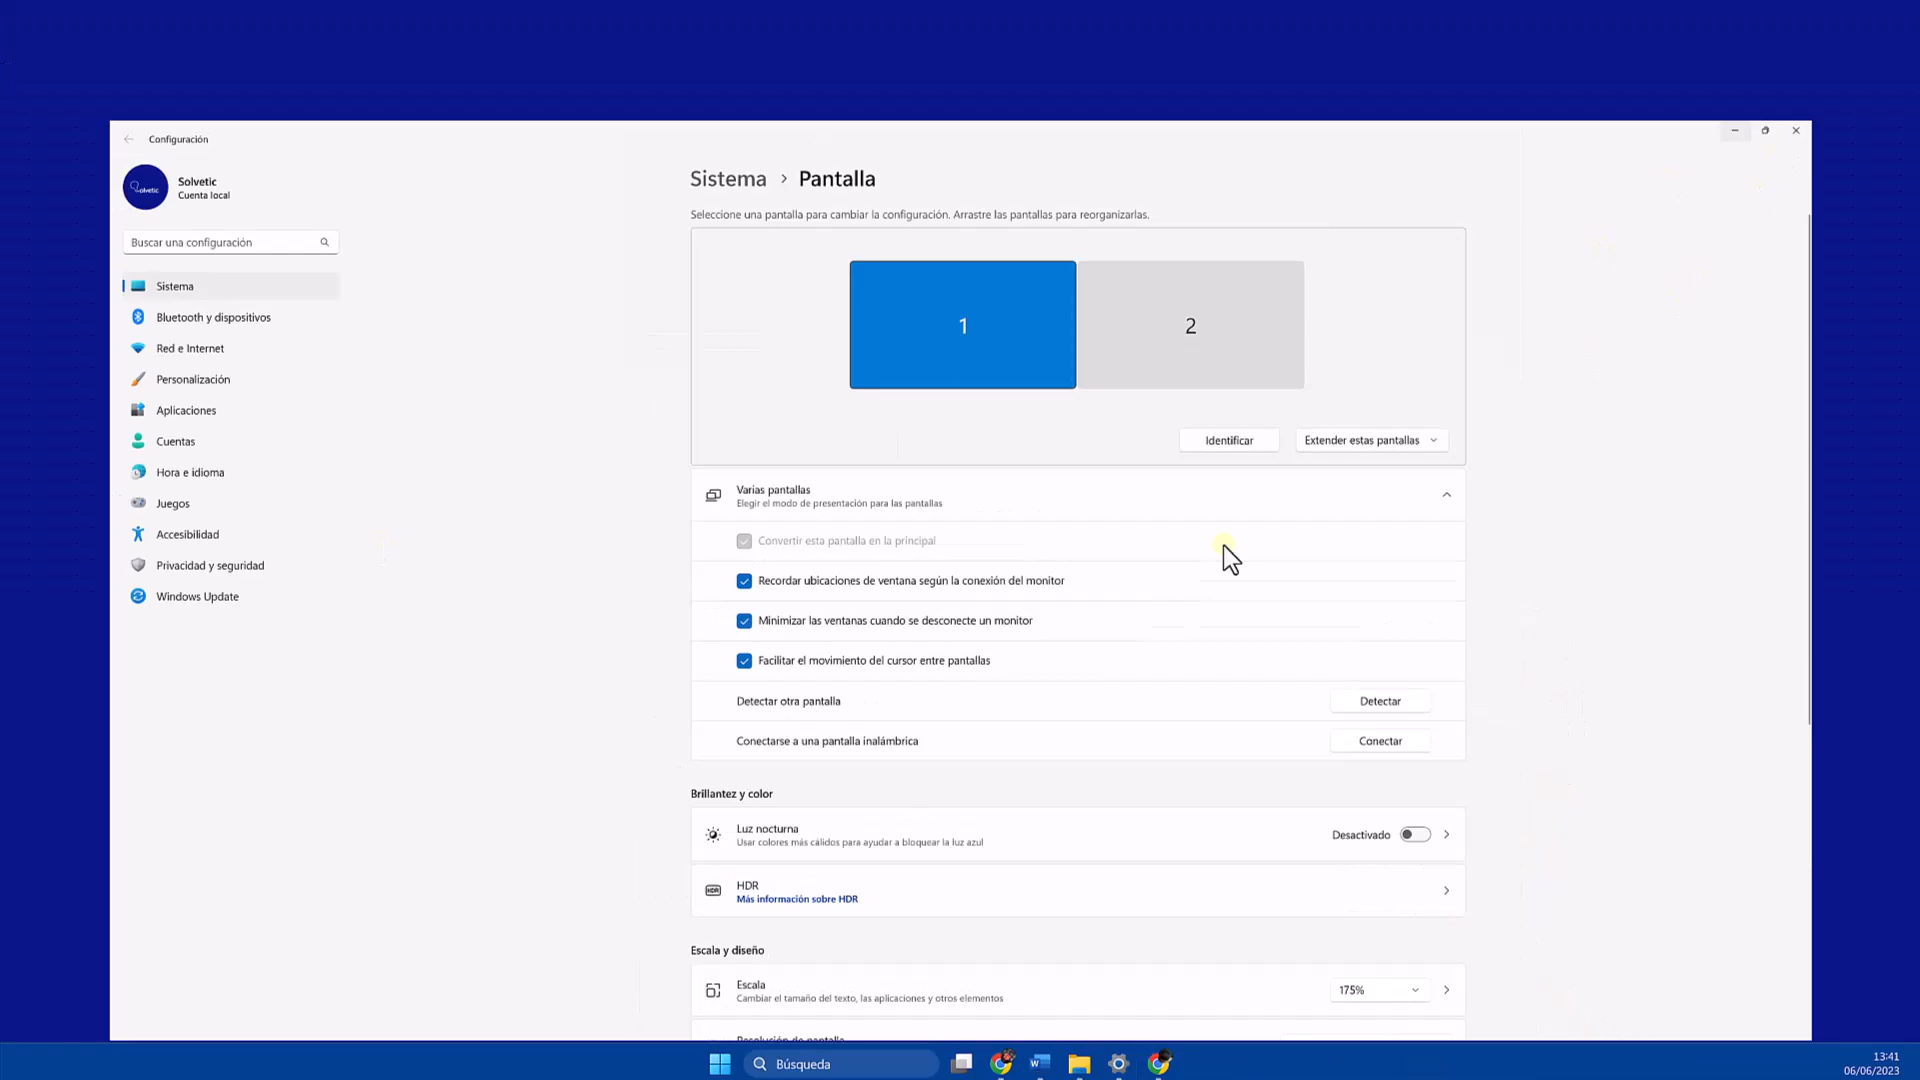 Configuración
Solvetic
Cuenta local
Solvetic
Buscar una configuración
Sistema
Bluetooth y dispositivos
Red e Internet
Personalización
Aplicaciones
Cuentas
Hora e idioma
Juegos
Accesibilidad
Privacidad y seguridad
Windows Update
Sistema > Pantalla
Seleccione una pantalla para cambiar la configuración. Arrastre las pantallas para reorganizarlas.
1
2
Identificar
Extender estas pantallas
Varias pantallas
Elegir el modo de presentación para las pantallas
Convertir esta pantalla en la principal
Recordar ubicaciones de ventana según la conexión del monitor
Minimizar las ventanas cuando se desconecte un monitor
Facilitar el movimiento del cursor entre pantallas
Detectar otra pantalla
Detectar
Conectarse a una pantalla inalámbrica
Conectar
Brillantez y color
Luz nocturna
Usar colores más cálidos para ayudar a bloquear la luz azul
Desactivado
HDR
HDR
Más información sobre HDR
Escala y diseño
Escala
Cambiar el tamaño del texto, las aplicaciones y otros elementos
175%
Resolución de pantalla
Búsqueda
W
13:41
06/06/2023